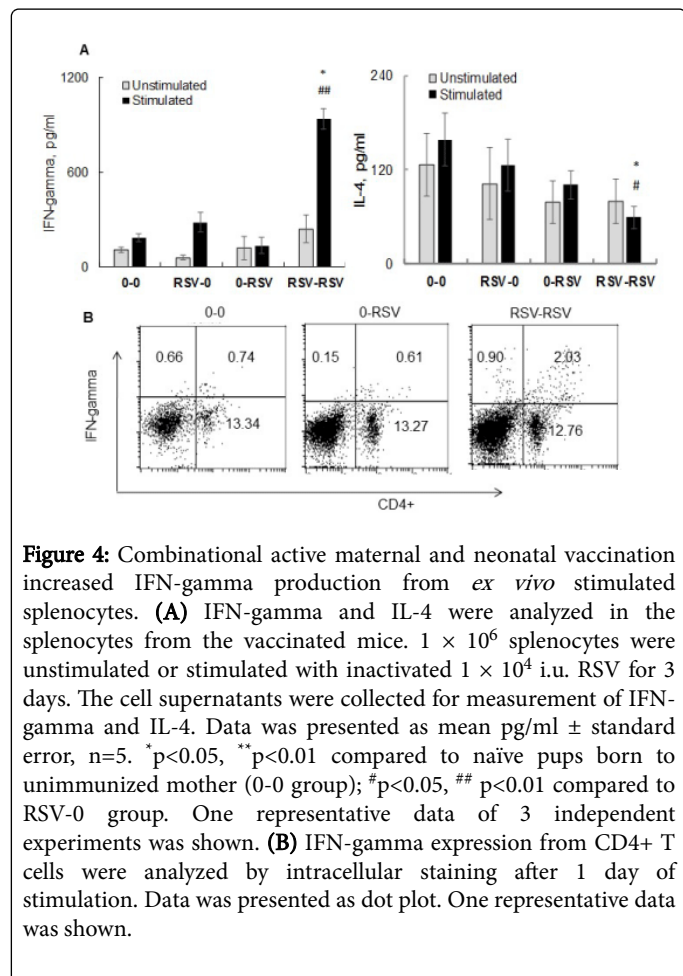 A
1200
600
0
IFN-gamma, pg/ml
Unstimulated
Stimulated
*
##
0-0
RSV-0
0-RSV
RSV-RSV
240
120
0
IL-4, pg/ml
Unstimulated
Stimulated
*
#
0-0
RSV-0
0-RSV
RSV-RSV
B
0-0
0-RSV
RSV-RSV
0.66
0.74
13.34
0.15
0.61
13.27
0.90
2.03
12.76
IFN-gamma
CD4+
Figure 4: Combinational active maternal and neonatal vaccination
increased IFN-gamma production from ex vivo stimulated
splenocytes. (A) IFN-gamma and IL-4 were analyzed in the
splenocytes from the vaccinated mice. 1 × 10⁶ splenocytes were
unstimulated or stimulated with inactivated 1 × 10⁴ i.u. RSV for 3
days. The cell supernatants were collected for measurement of IFN-
gamma and IL-4. Data was presented as mean pg/ml ± standard
error, n=5. *p<0.05, **p<0.01 compared to naïve pups born to
unimmunized mother (0-0 group); #p<0.05, ## p<0.01 compared to
RSV-0 group. One representative data of 3 independent
experiments was shown. (B) IFN-gamma expression from CD4+ T
cells were analyzed by intracellular staining after 1 day of
stimulation. Data was presented as dot plot. One representative data
was shown.